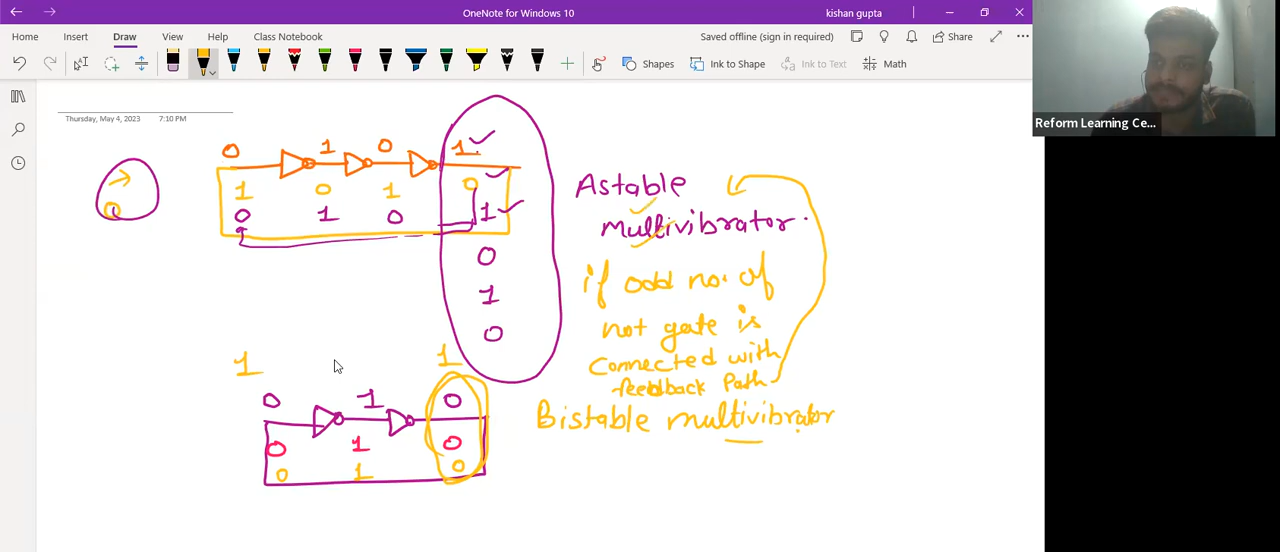 OneNote for Windows 10
kishan gupta
Home Insert Draw View Help Class Notebook
Saved offline (sign in required)
Share
Shapes
Ink to Shape
Ink to Text
Math
Reform Learning Ce...
Thursday, May 4, 2023 7:10 PM
0 1 0 1
1 0 1 0
0 1 0 1
0
1
0
Astable
multivibrator.
if odd no. of
not gate is
connected with
feedback path
1 1
0 1 0
0 1 0
0 1 0
Bistable multivibrator